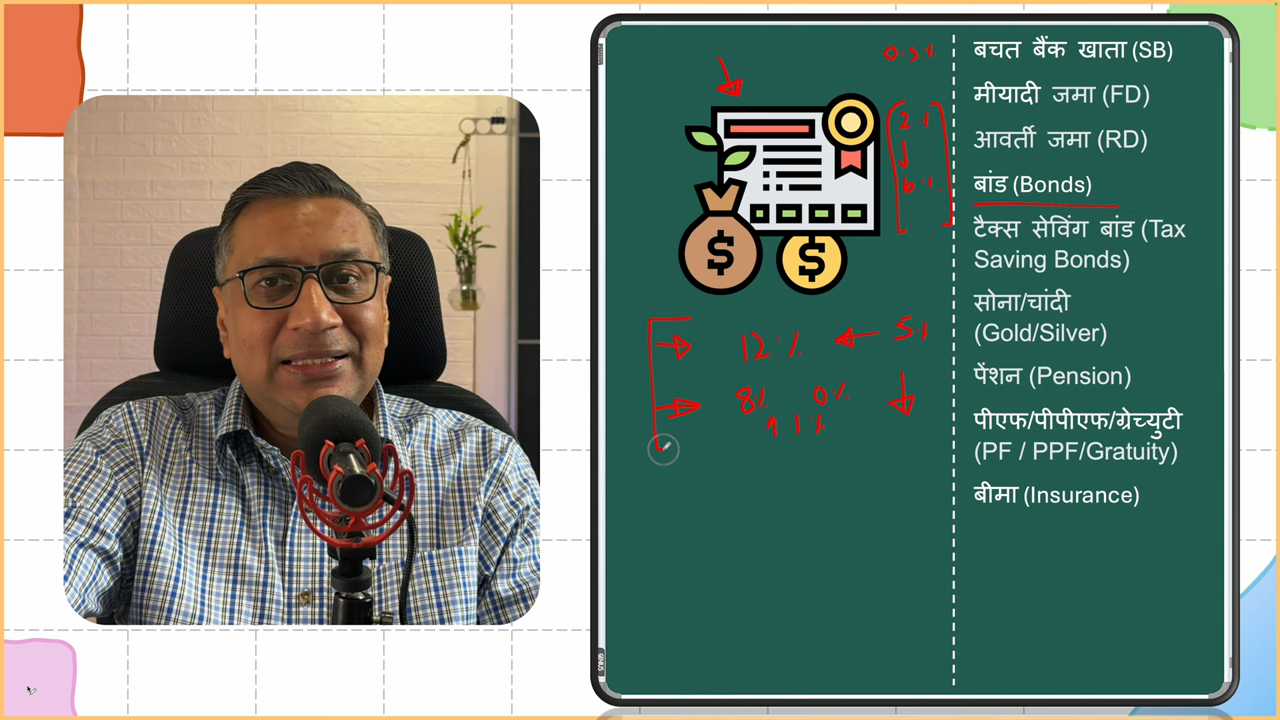 0.5%
2%
6%
12% ← 5%
8% 0%
1%
$ $
बचत बैंक खाता (SB)
मीयादी जमा (FD)
आवर्ती जमा (RD)
बांड (Bonds)
टैक्स सेविंग बांड (Tax
Saving Bonds)
सोना/चांदी
(Gold/Silver)
पेंशन (Pension)
पीएफ/पीपीएफ/ग्रेच्युटी
(PF / PPF/Gratuity)
बीमा (Insurance)